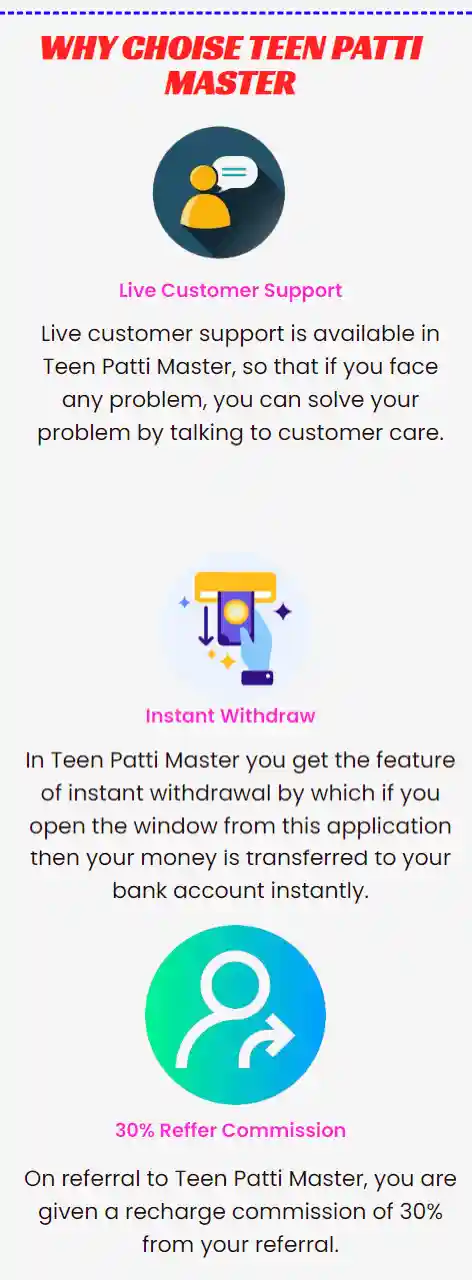 WHY CHOISE TEEN PATTI
MASTER
Live Customer Support
Live customer support is available in
Teen Patti Master, so that if you face
any problem, you can solve your
problem by talking to customer care.
Instant Withdraw
In Teen Patti Master you get the feature
of instant withdrawal by which if you
open the window from this application
then your money is transferred to your
bank account instantly.
30% Reffer Commission
On referral to Teen Patti Master, you are
given a recharge commission of 30%
from your referral.